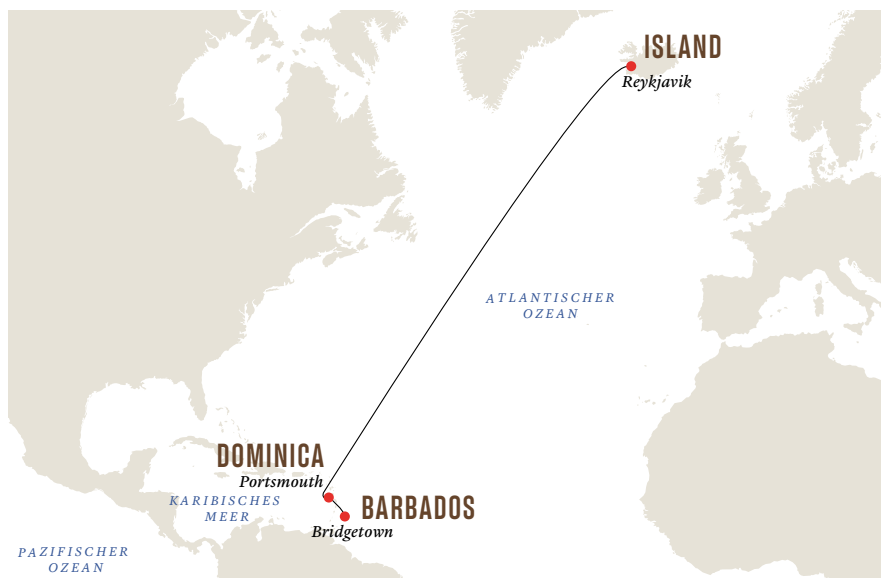 ISLAND
Reykjavik
ATLANTISCHER
OZEAN
DOMINICA
Portsmouth
KARIBISCHES
MEER
BARBADOS
Bridgetown
PAZIFISCHER
OZEAN